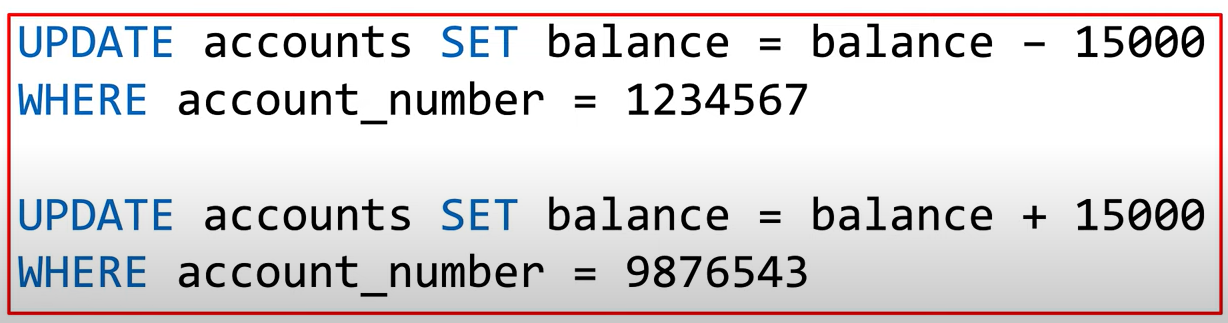 UPDATE accounts SET balance = balance – 15000
WHERE account_number = 1234567
UPDATE accounts SET balance = balance + 15000
WHERE account_number = 9876543